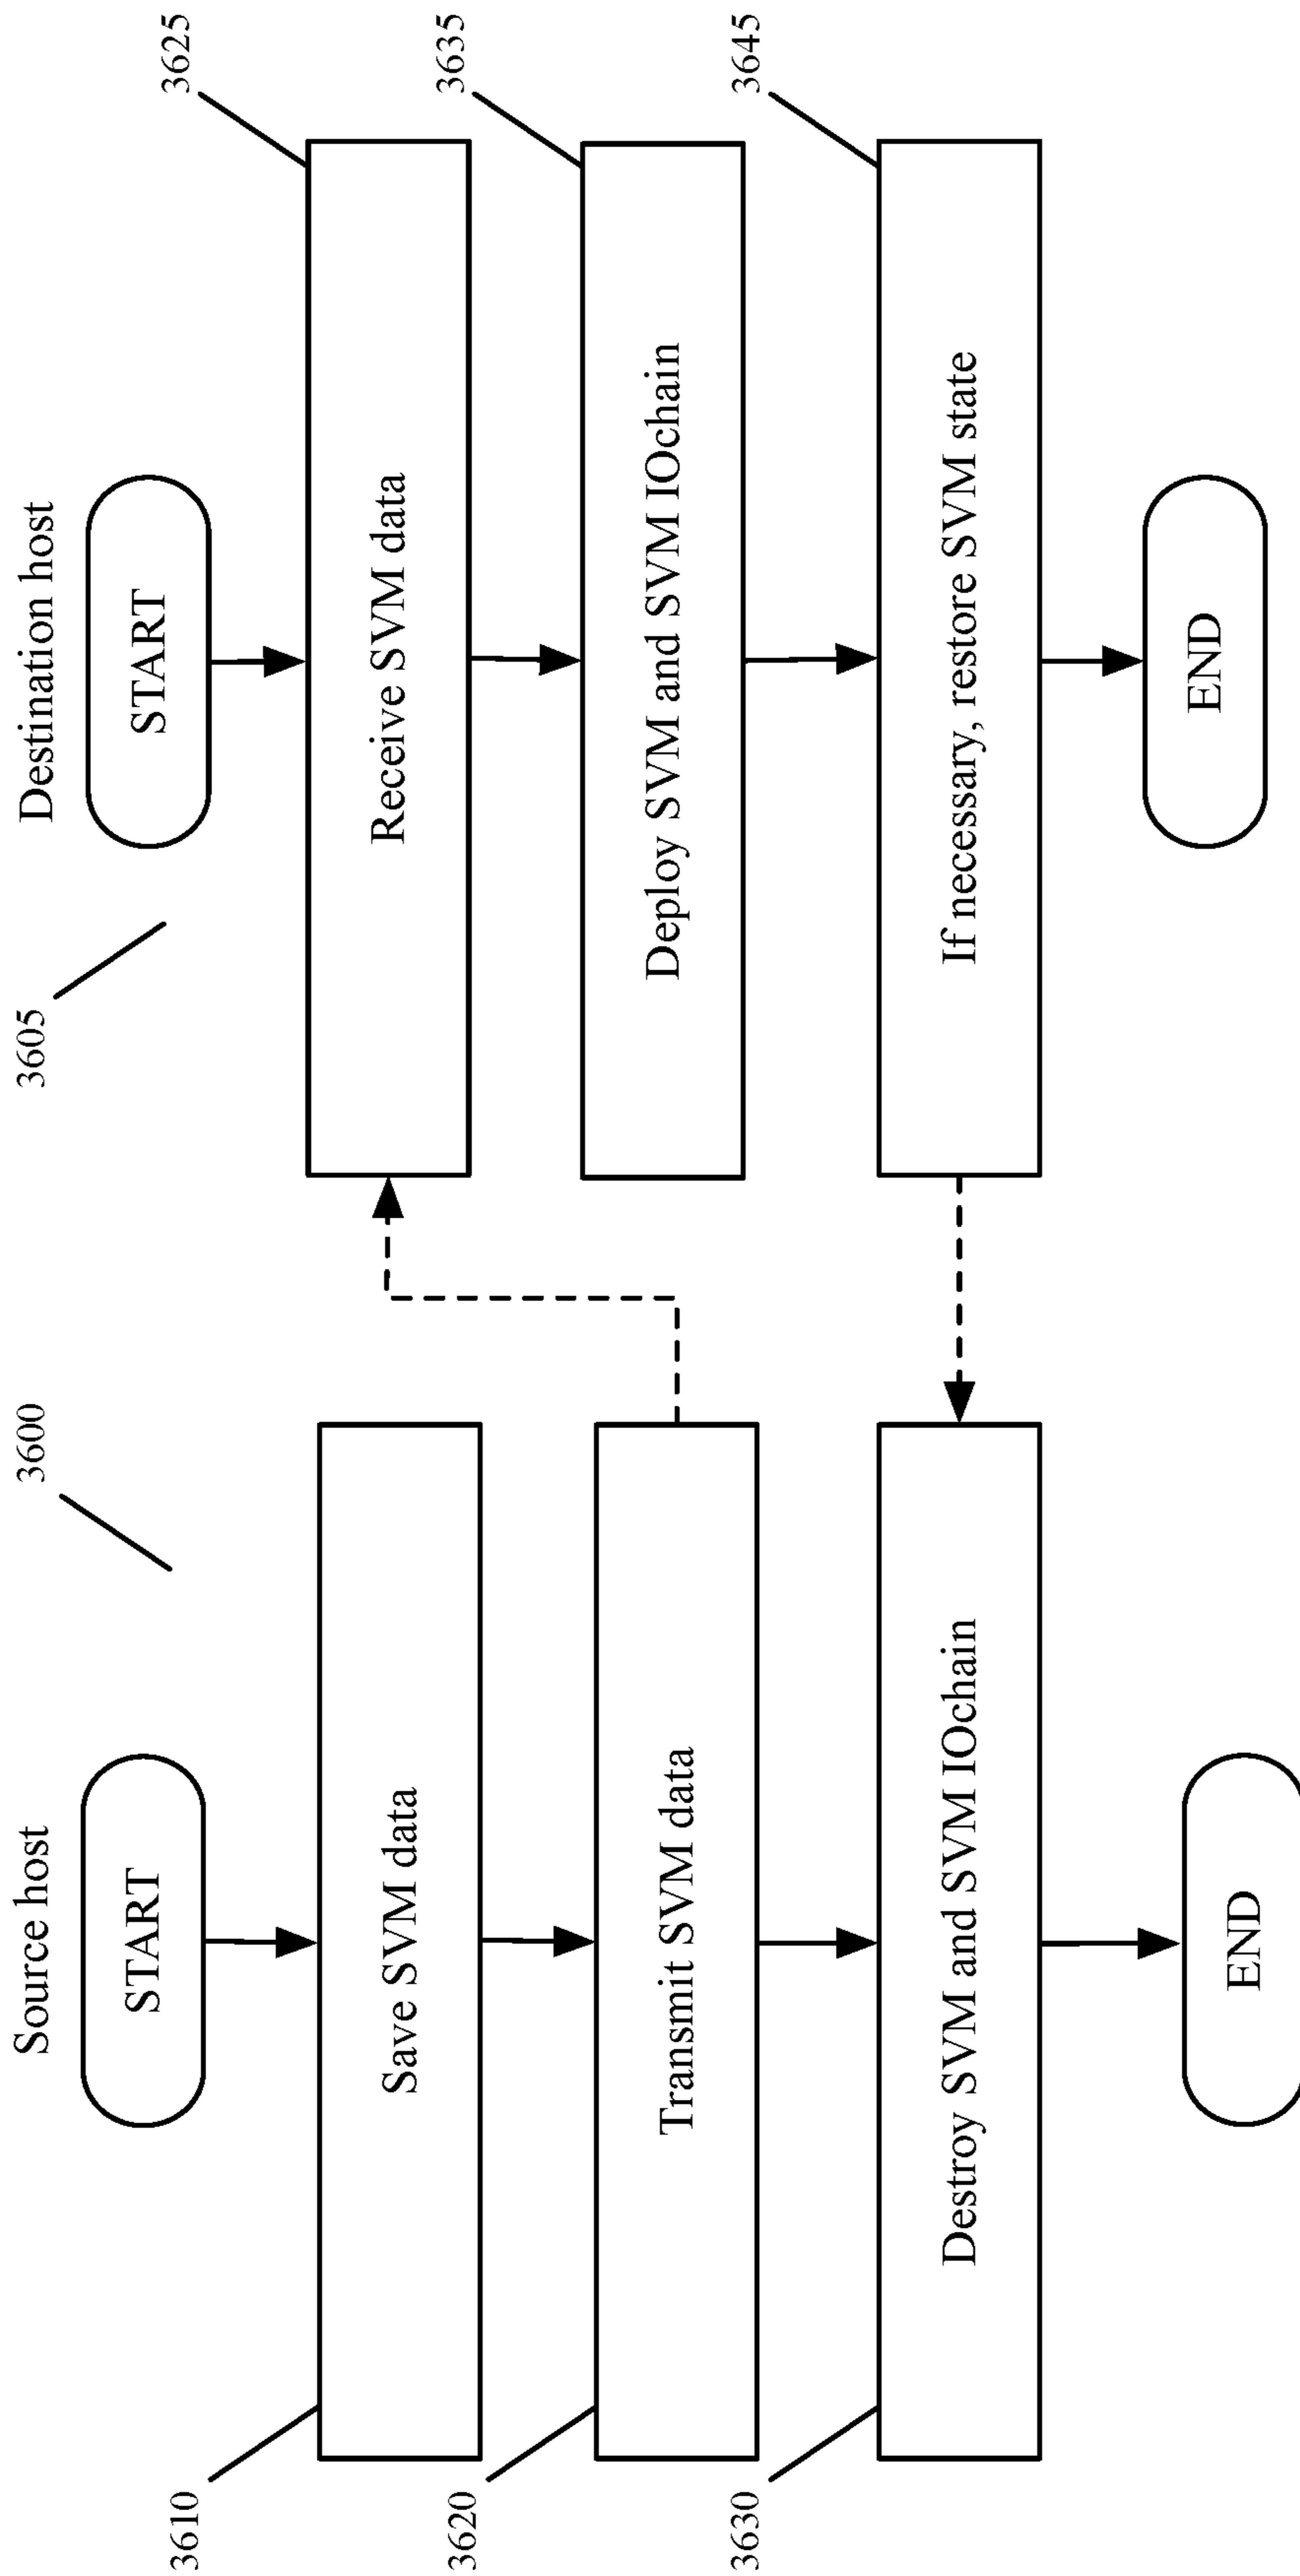 Source host
3600
START
3610
Save SVM data
3620
Transmit SVM data
3630
Destroy SVM and SVM IOchain
END
Destination host
3605
START
3625
Receive SVM data
3635
Deploy SVM and SVM IOchain
3645
If necessary, restore SVM state
END